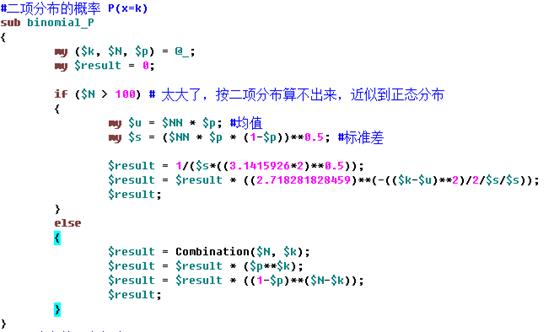 #二项分布的概率 P(x=k)
sub binomial_P
{
my ($k, $N, $p) = @_;
my $result = 0;
if ($N > 100) # 太大了，按二项分布算不出来，近似到正态分布
{
my $u = $NN * $p; #均值
my $s = ($NN * $p * (1-$p))**0.5; #标准差
$result = 1/($s*((3.1415926*2)**0.5));
$result = $result * ((2.718281828459)**(-(($k-$u)**2)/2/$s/$s));
$result;
}
else
{
$result = Combination($N, $k);
$result = $result * ($p**$k);
$result = $result * ((1-$p)**($N-$k));
$result;
}
}